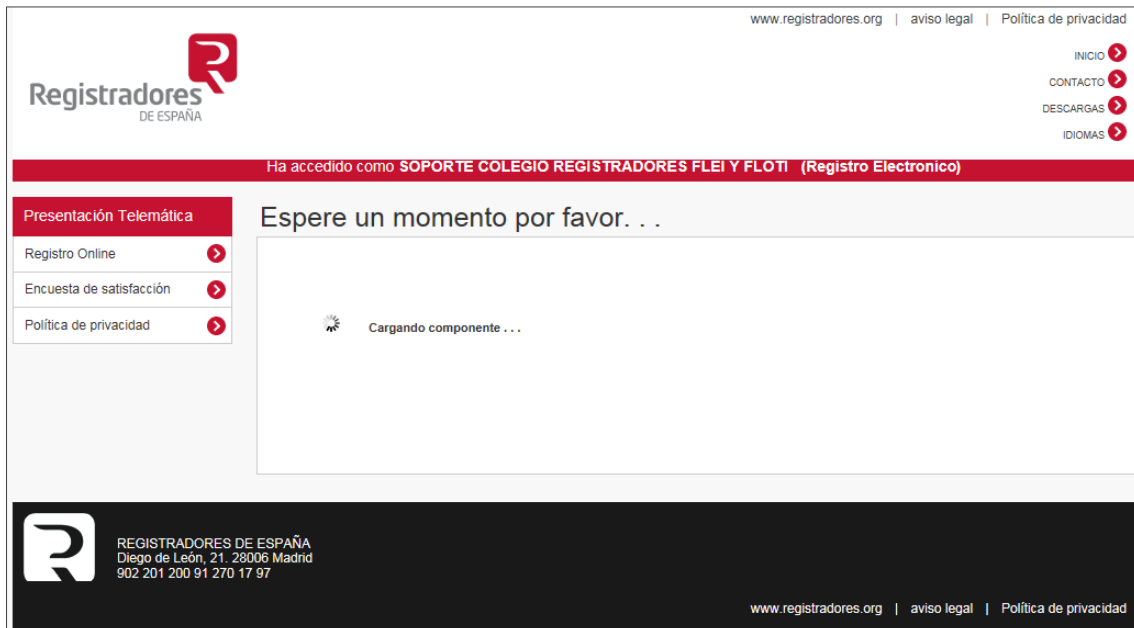 www.registradores.org | aviso legal | Política de privacidad
INICIO
CONTACTO
DESCARGAS
IDIOMAS
Registradores
DE ESPAÑA
Ha accedido como SOPORTE COLEGIO REGISTRADORES FLEI Y FLOTI (Registro Electronico)
Presentación Telemática
Registro Online
Encuesta de satisfacción
Política de privacidad
Espere un momento por favor. . .
Cargando componente . . .
REGISTRADORES DE ESPAÑA
Diego de León, 21. 28006 Madrid
902 201 200 91 270 17 97
www.registradores.org | aviso legal | Política de privacidad